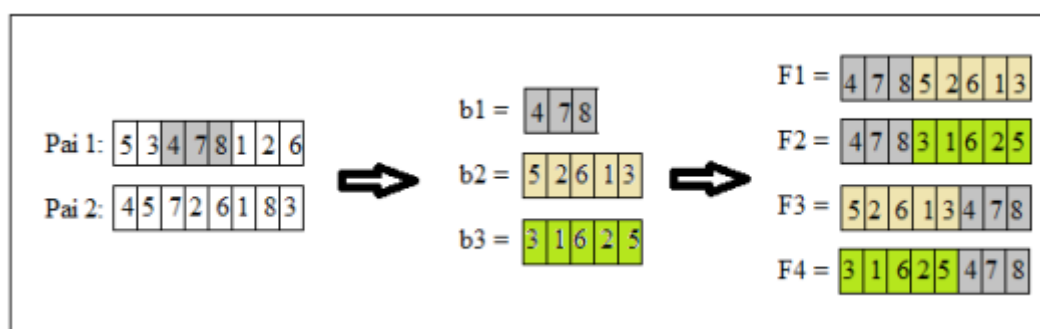 Pai 1: 5 3 4 7 8 1 2 6
Pai 2: 4 5 7 2 6 1 8 3
b1 = 4 7 8
b2 = 5 2 6 1 3
b3 = 3 1 6 2 5
F1 = 4 7 8 5 2 6 1 3
F2 = 4 7 8 3 1 6 2 5
F3 = 5 2 6 1 3 4 7 8
F4 = 3 1 6 2 5 4 7 8